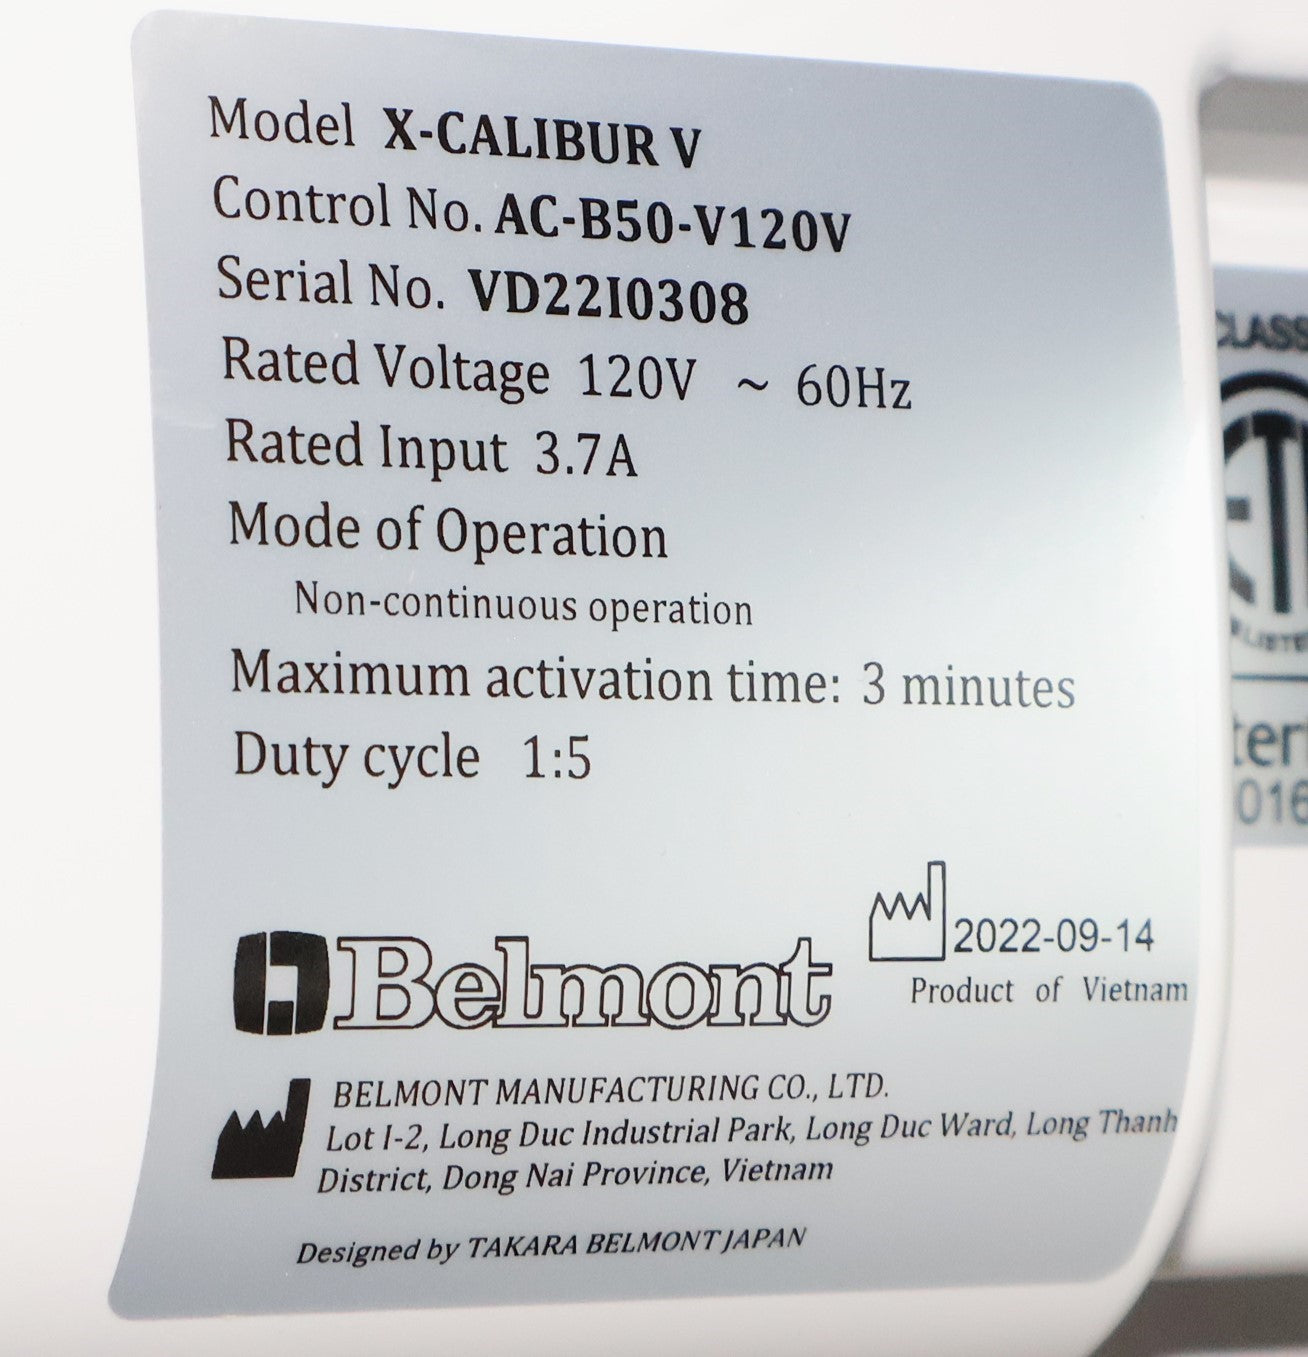 Model X-CALIBUR V
Control No. AC-B50-V120V
Serial No. VD22I0308
Rated Voltage 120V ~ 60Hz
Rated Input 3.7A
Mode of Operation
Non-continuous operation
Maximum activation time: 3 minutes
Duty cycle 1:5
Belmont
2022-09-14
Product of Vietnam
BELMONT MANUFACTURING CO., LTD.
Lot I-2, Long Duc Industrial Park, Long Duc Ward, Long Thanh
District, Dong Nai Province, Vietnam
Designed by TAKARA BELMONT JAPAN